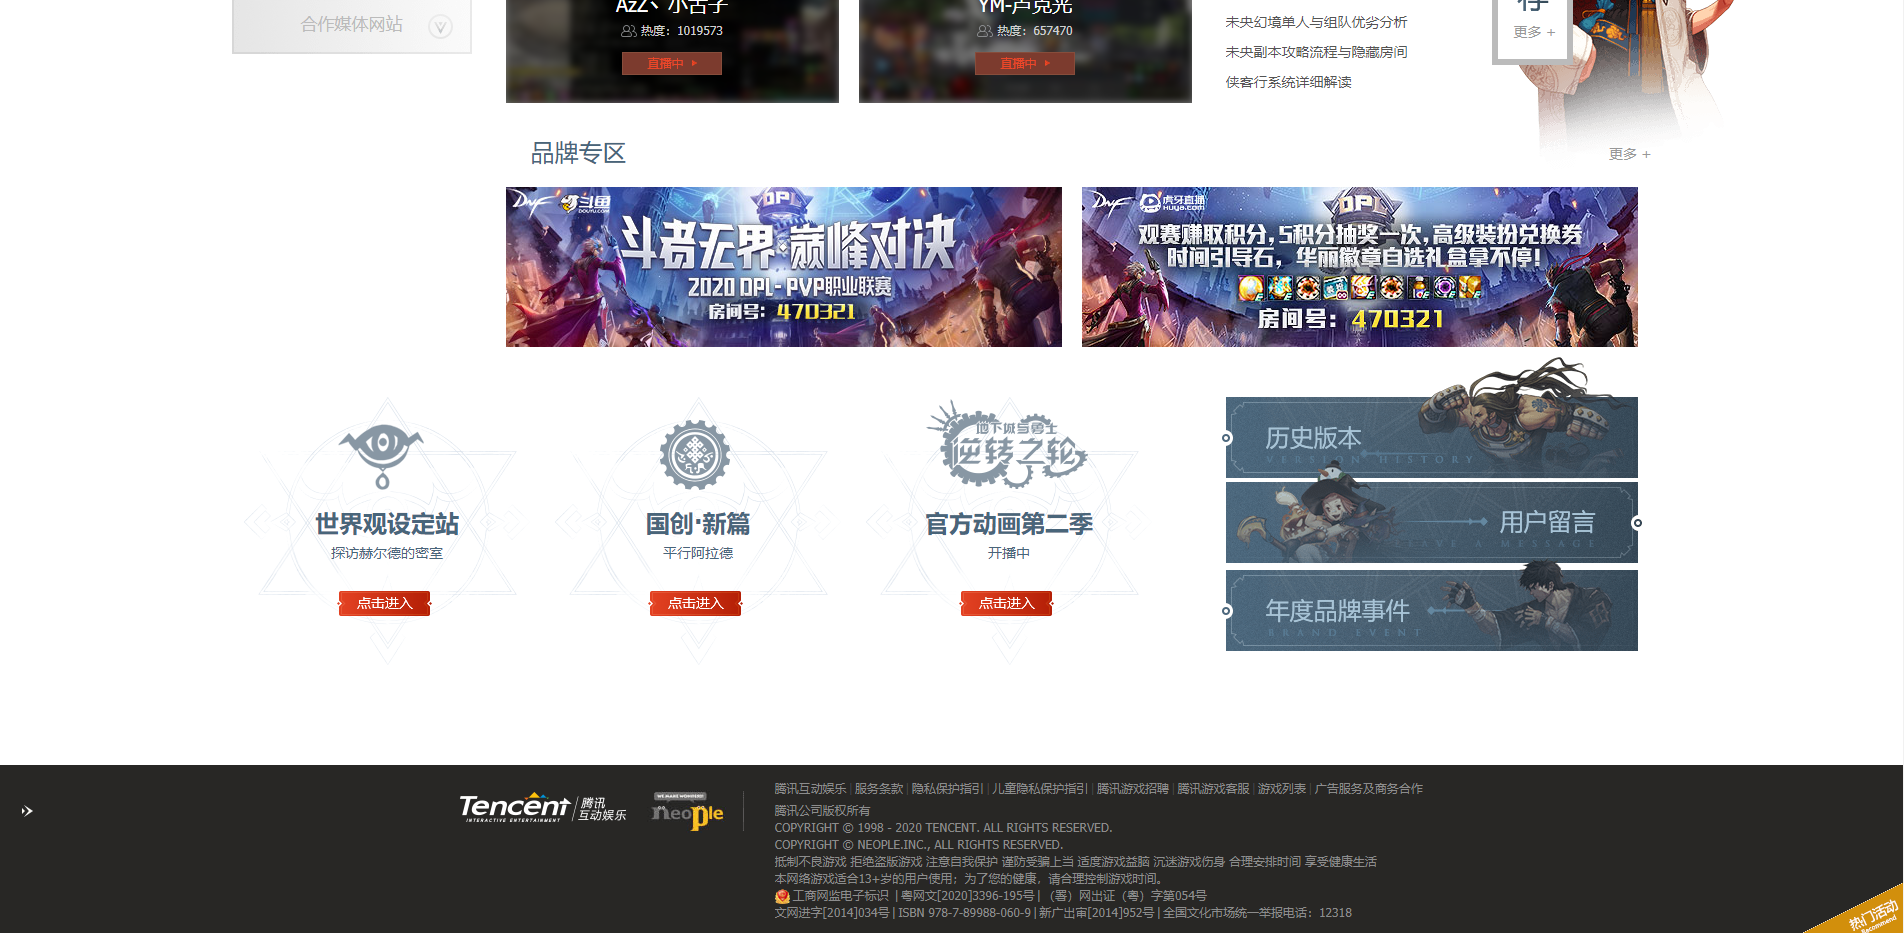 合作媒体网站
AzZ丶小古子
热度：1019573
直播中
YM-卢克光
热度：657470
直播中
未央幻境单人与组队优劣分析
未央副本攻略流程与隐藏房间
侠客行系统详细解读
荐
更多 +
品牌专区
更多 +
DNF 斗鱼
DOUYU.COM
DPL
斗者无界·巅峰对决
2020 DPL- PVP职业联赛
房间号：470321
DNF 虎牙直播
Huya.com
DPL
观赛赚取积分，5积分抽奖一次，高级装扮兑换券
时间引导石，华丽徽章自选礼盒拿不停！
房间号：470321
世界观设定站
探访赫尔德的密室
点击进入
国创·新篇
平行阿拉德
点击进入
地下城与勇士
逆转之轮
官方动画第二季
开播中
点击进入
历史版本
VERSION HISTORY
用户留言
LEAVE A MESSAGE
年度品牌事件
BRAND EVENT
Tencent 腾讯
互动娱乐
INTERACTIVE ENTERTAINMENT
WE MAKE WONDERS!
neople
腾讯互动娱乐 | 服务条款 | 隐私保护指引 | 儿童隐私保护指引 | 腾讯游戏招聘 | 腾讯游戏客服 | 游戏列表 | 广告服务及商务合作
腾讯公司版权所有
COPYRIGHT © 1998 - 2020 TENCENT. ALL RIGHTS RESERVED.
COPYRIGHT © NEOPLE.INC., ALL RIGHTS RESERVED.
抵制不良游戏 拒绝盗版游戏 注意自我保护 谨防受骗上当 适度游戏益脑 沉迷游戏伤身 合理安排时间 享受健康生活
本网络游戏适合13+岁的用户使用；为了您的健康，请合理控制游戏时间。
工商网监电子标识 | 粤网文[2020]3396-195号 | （署）网出证（粤）字第054号
文网进字[2014]034号 | ISBN 978-7-89988-060-9 | 新广出审[2014]952号 | 全国文化市场统一举报电话：12318
热门活动
Recommend